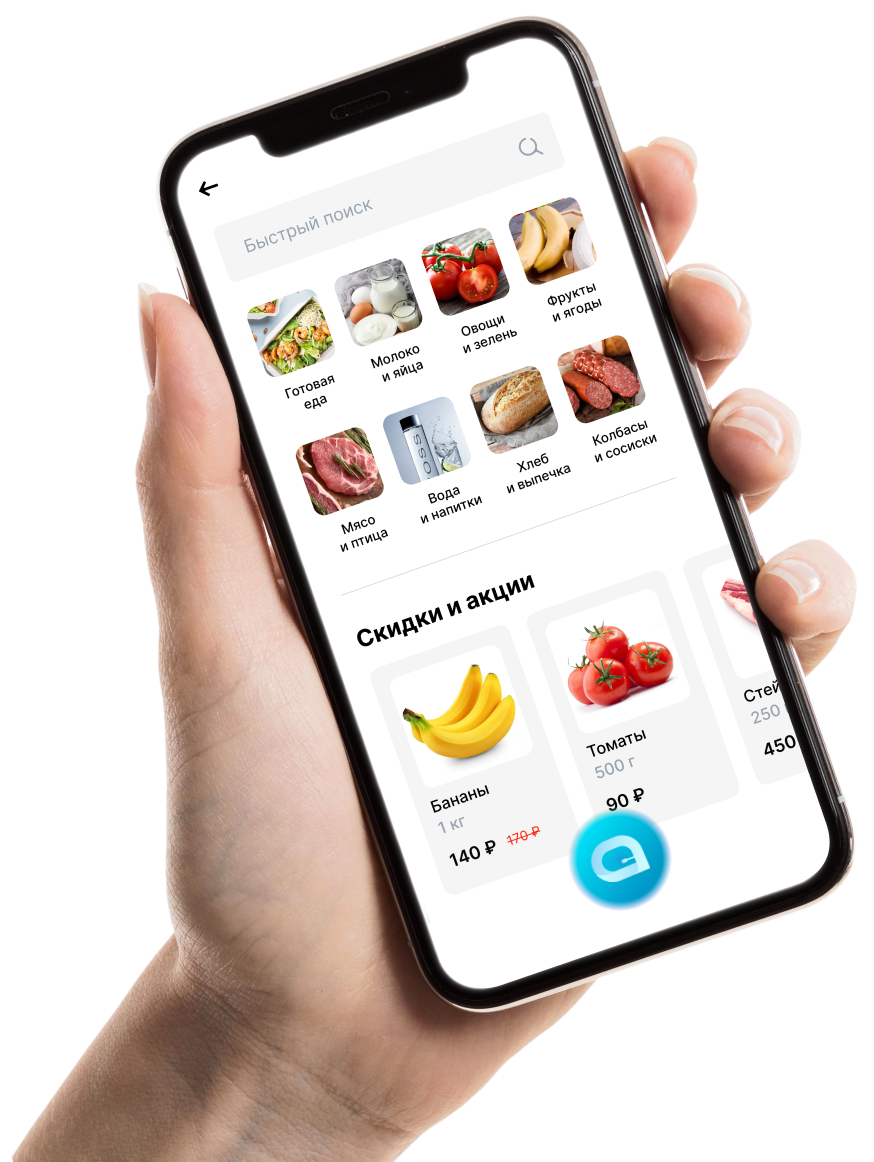 Быстрый поиск
Готовая
еда
Молоко
и яйца
Овощи
и зелень
Фрукты
и ягоды
Мясо
и птица
Вода
и напитки
Хлеб
и выпечка
Колбасы
и сосиски
Скидки и акции
Бананы
1 кг
140 ₽ 170 ₽
Томаты
500 г
90 ₽
250
450